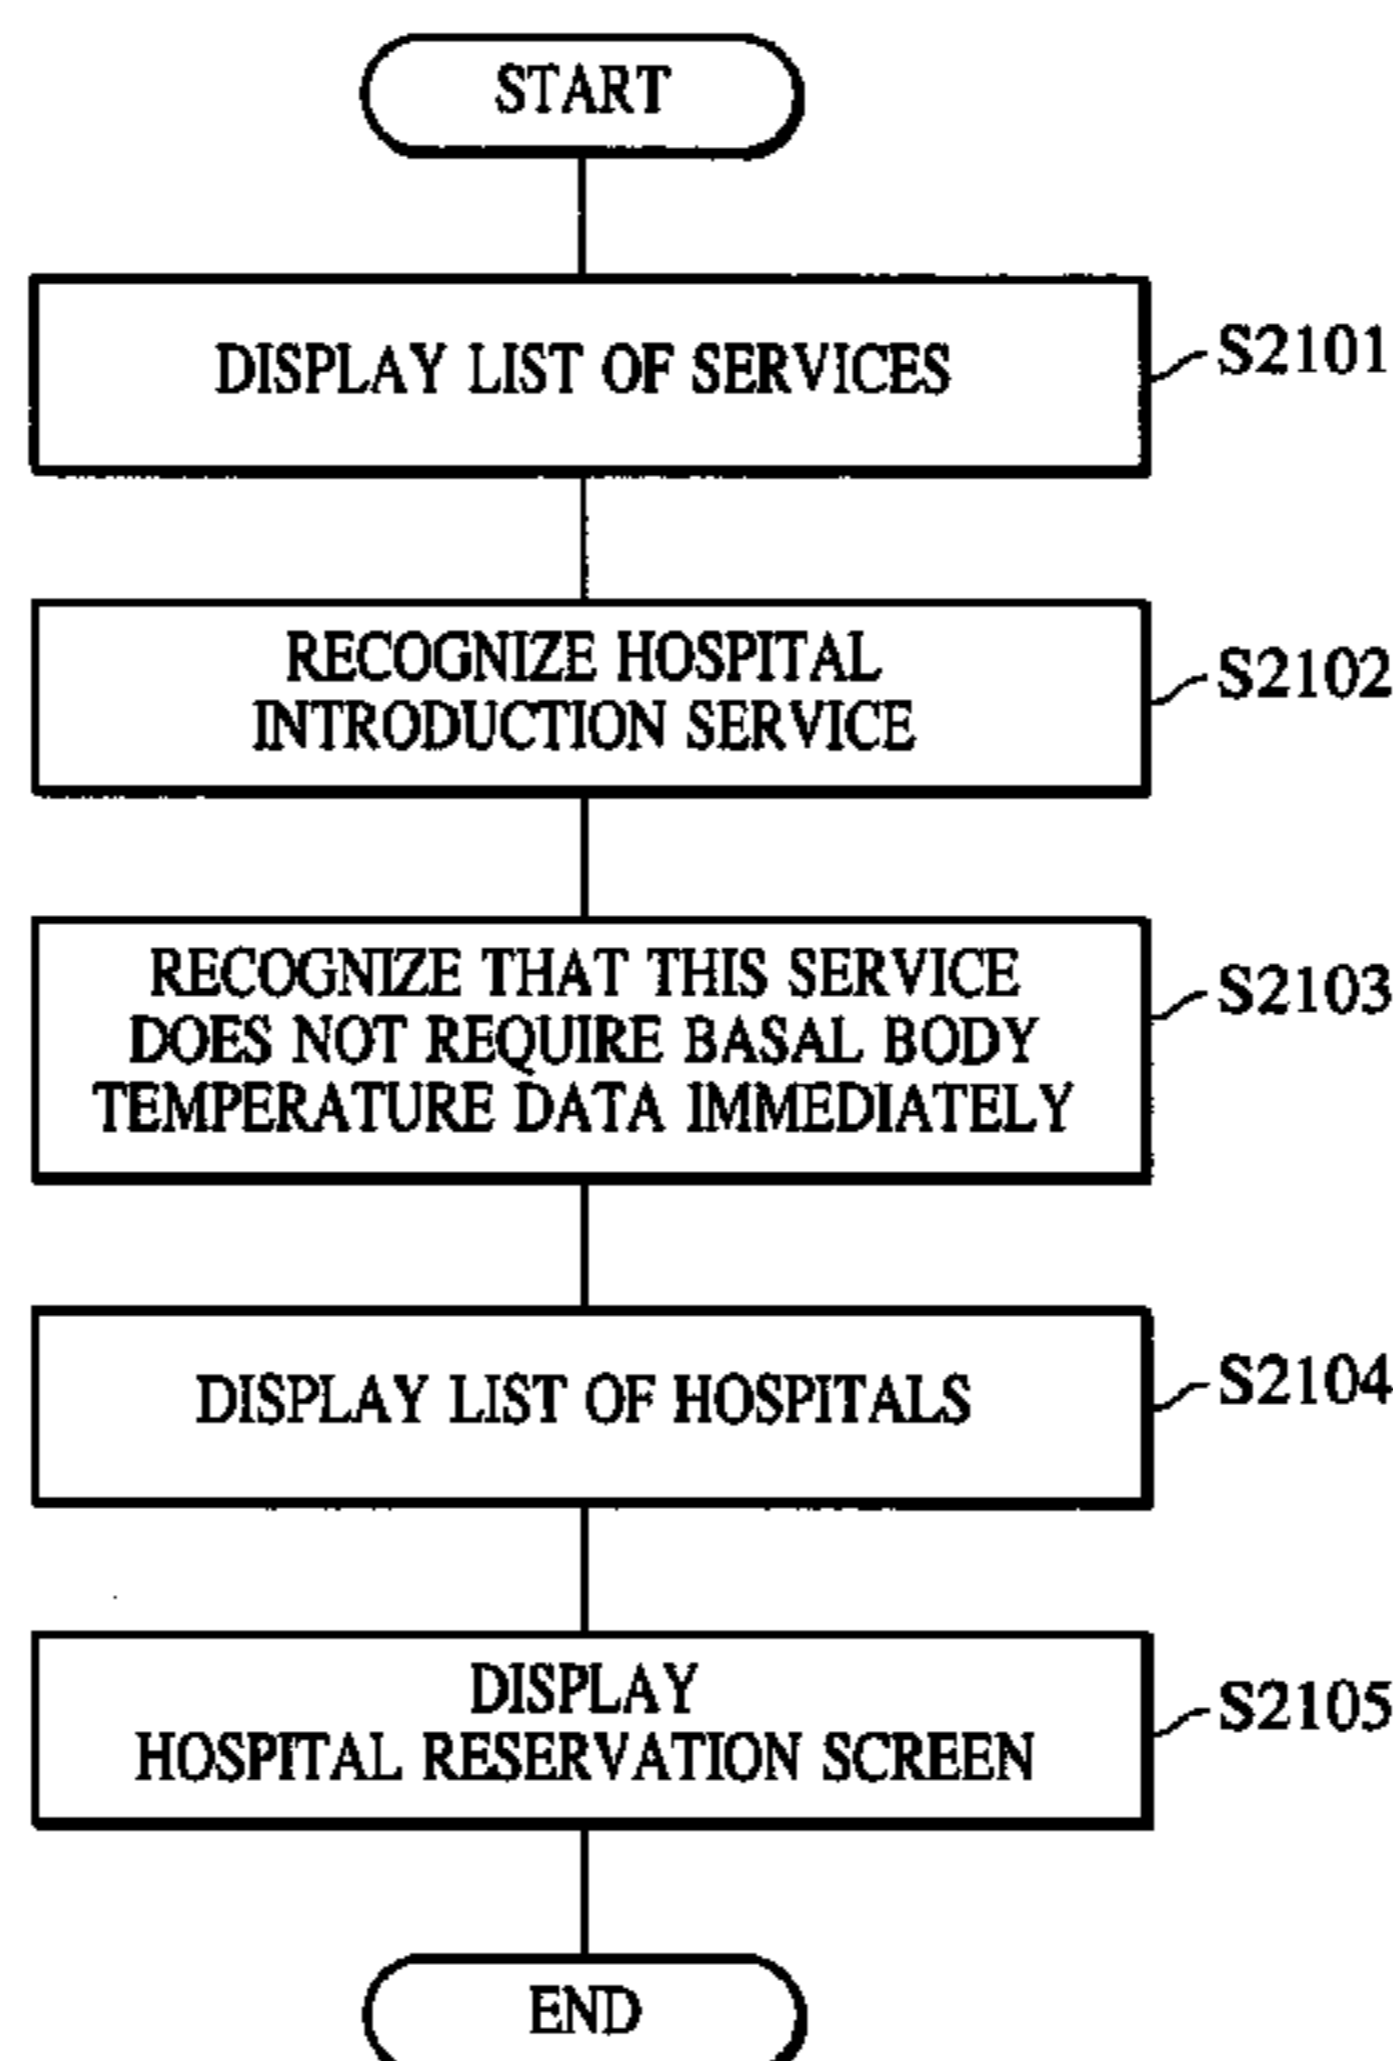 START
DISPLAY LIST OF SERVICES
S2101
RECOGNIZE HOSPITAL
INTRODUCTION SERVICE
S2102
RECOGNIZE THAT THIS SERVICE
DOES NOT REQUIRE BASAL BODY
TEMPERATURE DATA IMMEDIATELY
S2103
DISPLAY LIST OF HOSPITALS
S2104
DISPLAY
HOSPITAL RESERVATION SCREEN
S2105
END